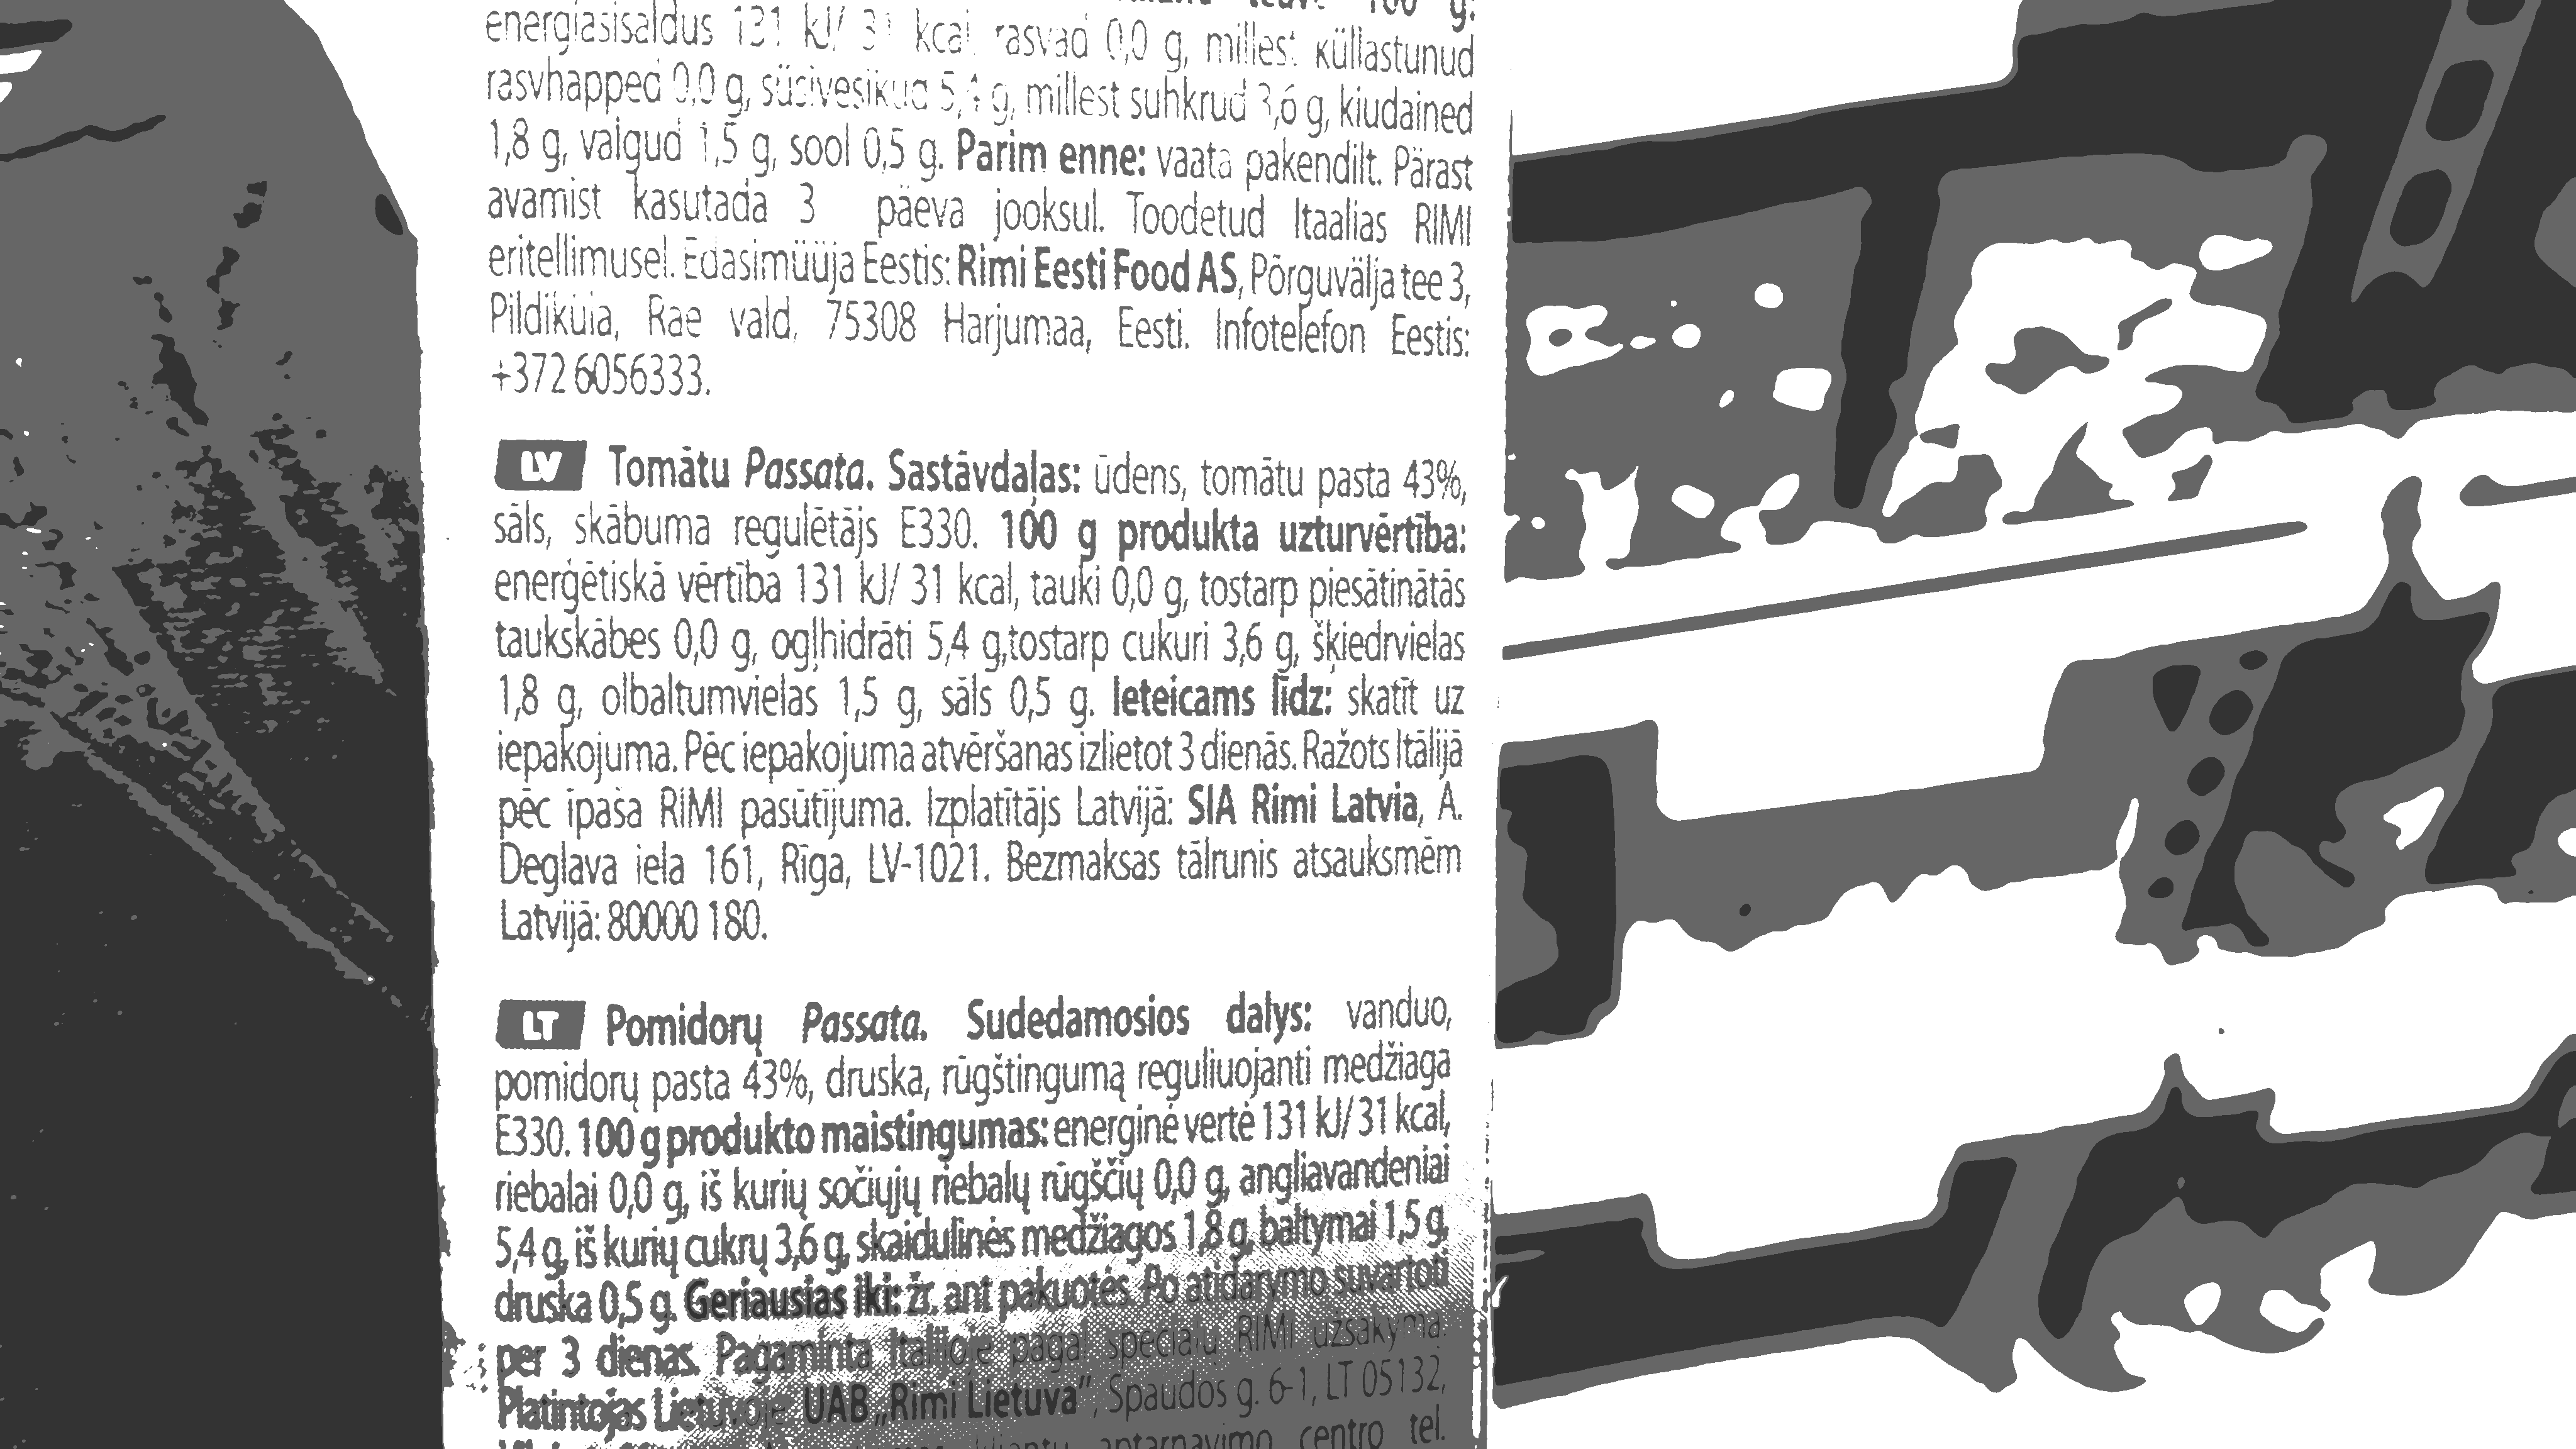 100 g:
energiasisaldus 131 kJ/ 31 kcal, rasvad 0,0 g, millest küllastunud
rasvhapped 0,0 g, süsivesikud 5,4 g, millest suhkrud 3,6 g, kiudained
1,8 g, valgud 1,5 g, sool 0,5 g. Parim enne: vaata pakendilt. Pärast
avamist kasutada 3 päeva jooksul. Toodetud Itaalias RIMI
eritellimusel. Edasimüüja Eestis: Rimi Eesti Food AS, Põrguvälja tee 3,
Pildiküla, Rae vald, 75308 Harjumaa, Eesti. Infotelefon Eestis:
+372 6056333.
LV Tomātu Passata. Sastāvdaļas: ūdens, tomātu pasta 43%,
sāls, skābuma regulētājs E330. 100 g produkta uzturvērtība:
enerģētiskā vērtība 131 kJ/ 31 kcal, tauki 0,0 g, tostarp piesātinātās
taukskābes 0,0 g, ogļhidrāti 5,4 g,tostarp cukuri 3,6 g, šķiedrvielas
1,8 g, olbaltumvielas 1,5 g, sāls 0,5 g. Ieteicams līdz: skatīt uz
iepakojuma. Pēc iepakojuma atvēršanas izlietot 3 dienās. Ražots Itālijā
pēc īpaša RIMI pasūtījuma. Izplatītājs Latvijā: SIA Rimi Latvia, A.
Deglava iela 161, Rīga, LV-1021. Bezmaksas tālrunis atsauksmēm
Latvijā: 80000 180.
LT Pomidorų Passata. Sudedamosios dalys: vanduo,
pomidorų pasta 43%, druska, rūgštingumą reguliuojanti medžiaga
E330. 100 g produkto maistingumas: energinė vertė 131 kJ/ 31 kcal,
riebalai 0,0 g, iš kurių sočiųjų riebalų rūgščių 0,0 g, angliavandeniai
5,4 g, iš kurių cukrų 3,6 g, skaidulinės medžiagos 1,8 g, baltymai 1,5 g,
druska 0,5 g. Geriausias iki: žr. ant pakuotės. Po atidarymo suvartoti
per 3 dienas. Pagaminta Italijoje pagal specialų RIMI užsakymą.
Platintojas Lietuvoje UAB „Rimi Lietuva", Spaudos g. 6-1, LT 05132,
klientų aptarnavimo centro tel.